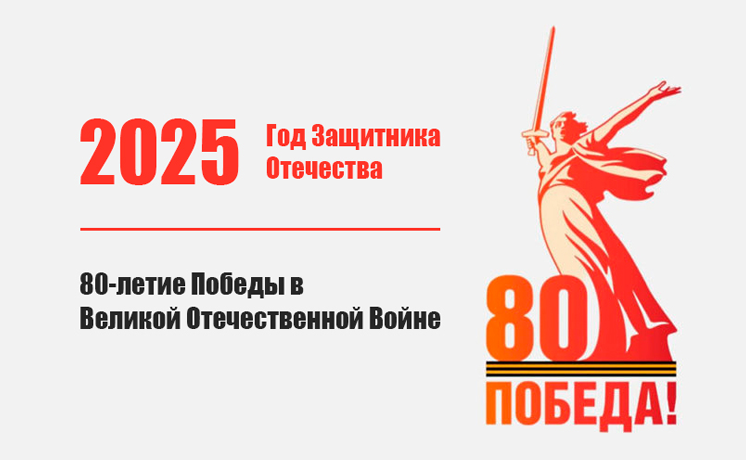 2025
Год Защитника
Отечества
80-летие Победы в
Великой Отечественной Войне
80
ПОБЕДА!